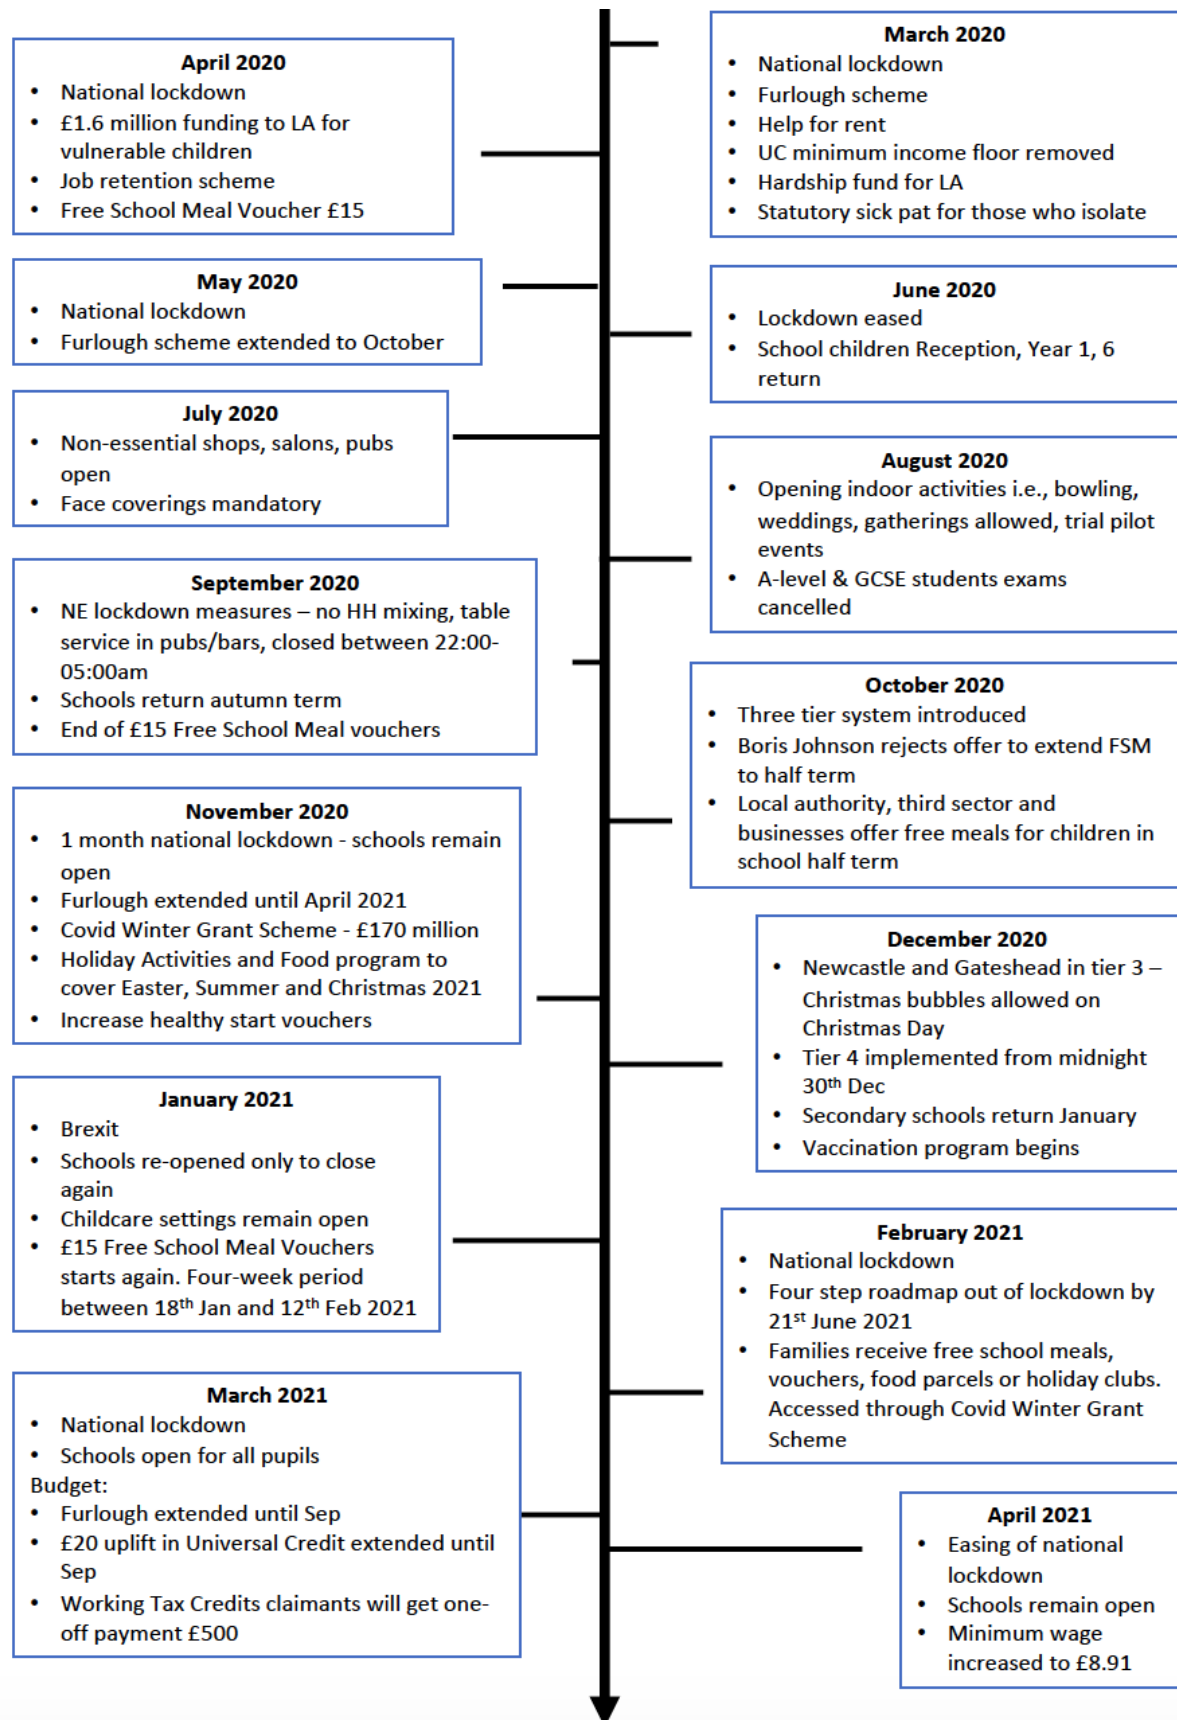 March 2020
• National lockdown
• Furlough scheme
• Help for rent
• UC minimum income floor removed
• Hardship fund for LA
• Statutory sick pat for those who isolate
April 2020
• National lockdown
• £1.6 million funding to LA for
vulnerable children
• Job retention scheme
• Free School Meal Voucher £15
May 2020
• National lockdown
• Furlough scheme extended to October
June 2020
• Lockdown eased
• School children Reception, Year 1, 6
return
July 2020
• Non-essential shops, salons, pubs
open
• Face coverings mandatory
August 2020
• Opening indoor activities i.e., bowling,
weddings, gatherings allowed, trial pilot
events
• A-level & GCSE students exams
cancelled
September 2020
• NE lockdown measures – no HH mixing, table
service in pubs/bars, closed between 22:00-
05:00am
• Schools return autumn term
• End of £15 Free School Meal vouchers
October 2020
• Three tier system introduced
• Boris Johnson rejects offer to extend FSM
to half term
• Local authority, third sector and
businesses offer free meals for children in
school half term
November 2020
• 1 month national lockdown - schools remain
open
• Furlough extended until April 2021
• Covid Winter Grant Scheme - £170 million
• Holiday Activities and Food program to
cover Easter, Summer and Christmas 2021
• Increase healthy start vouchers
December 2020
• Newcastle and Gateshead in tier 3 –
Christmas bubbles allowed on
Christmas Day
• Tier 4 implemented from midnight
30th Dec
• Secondary schools return January
• Vaccination program begins
January 2021
• Brexit
• Schools re-opened only to close
again
• Childcare settings remain open
• £15 Free School Meal Vouchers
starts again. Four-week period
between 18th Jan and 12th Feb 2021
February 2021
• National lockdown
• Four step roadmap out of lockdown by
21st June 2021
• Families receive free school meals,
vouchers, food parcels or holiday clubs.
Accessed through Covid Winter Grant
Scheme
March 2021
• National lockdown
• Schools open for all pupils
Budget:
• Furlough extended until Sep
• £20 uplift in Universal Credit extended until
Sep
• Working Tax Credits claimants will get one-
off payment £500
April 2021
• Easing of national
lockdown
• Schools remain open
• Minimum wage
increased to £8.91